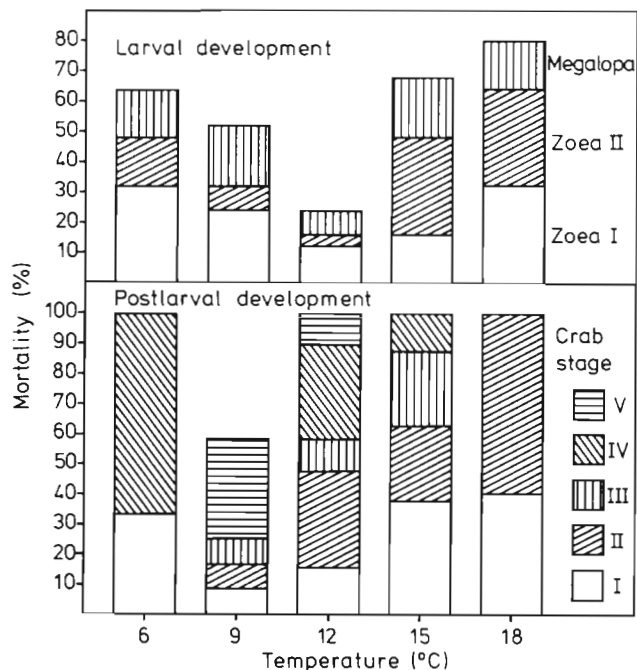 Larval development
80
70
60
50
40
30
20
10
Megalopa
Zoea II
Zoea I
Mortality (%)
Postlarval development
100
90
80
70
60
50
40
30
20
10
Crab
stage
V
IV
III
II
I
6 9 12 15 18
Temperature (°C)